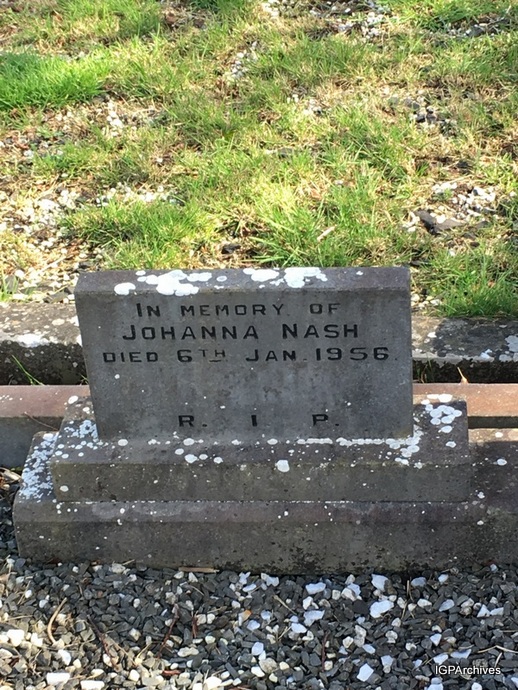 In memory of
Johanna Nash
died 6th Jan. 1956.
R. I P.
IGPArchives